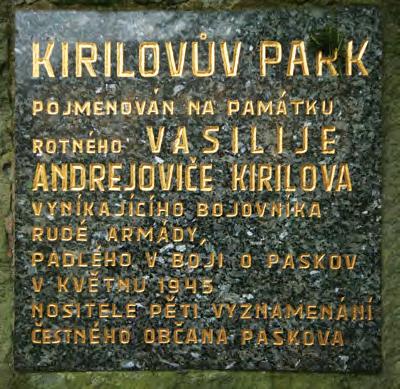 KIRILOVŮV PARK
POJMENOVÁN NA PAMÁTKU
ROTNÉHO VASILIJE
ANDREJOVIČE KIRILOVA
VYNÍKAJÍCÍHO BOJOVNÍKA
RUDÉ ARMÁDY,
PADLÉHO V BOJI O PASKOV
V KVĚTNU 1945
NOSITELE PĚTI VYZNAMENÁNÍ
ČESTNÉHO OBČANA PASKOVA